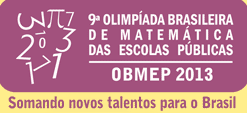 9ª OLIMPÍADA BRASILEIRA
DE MATEMÁTICA
DAS ESCOLAS PÚBLICAS
OBMEP 2013
Somando novos talentos para o Brasil